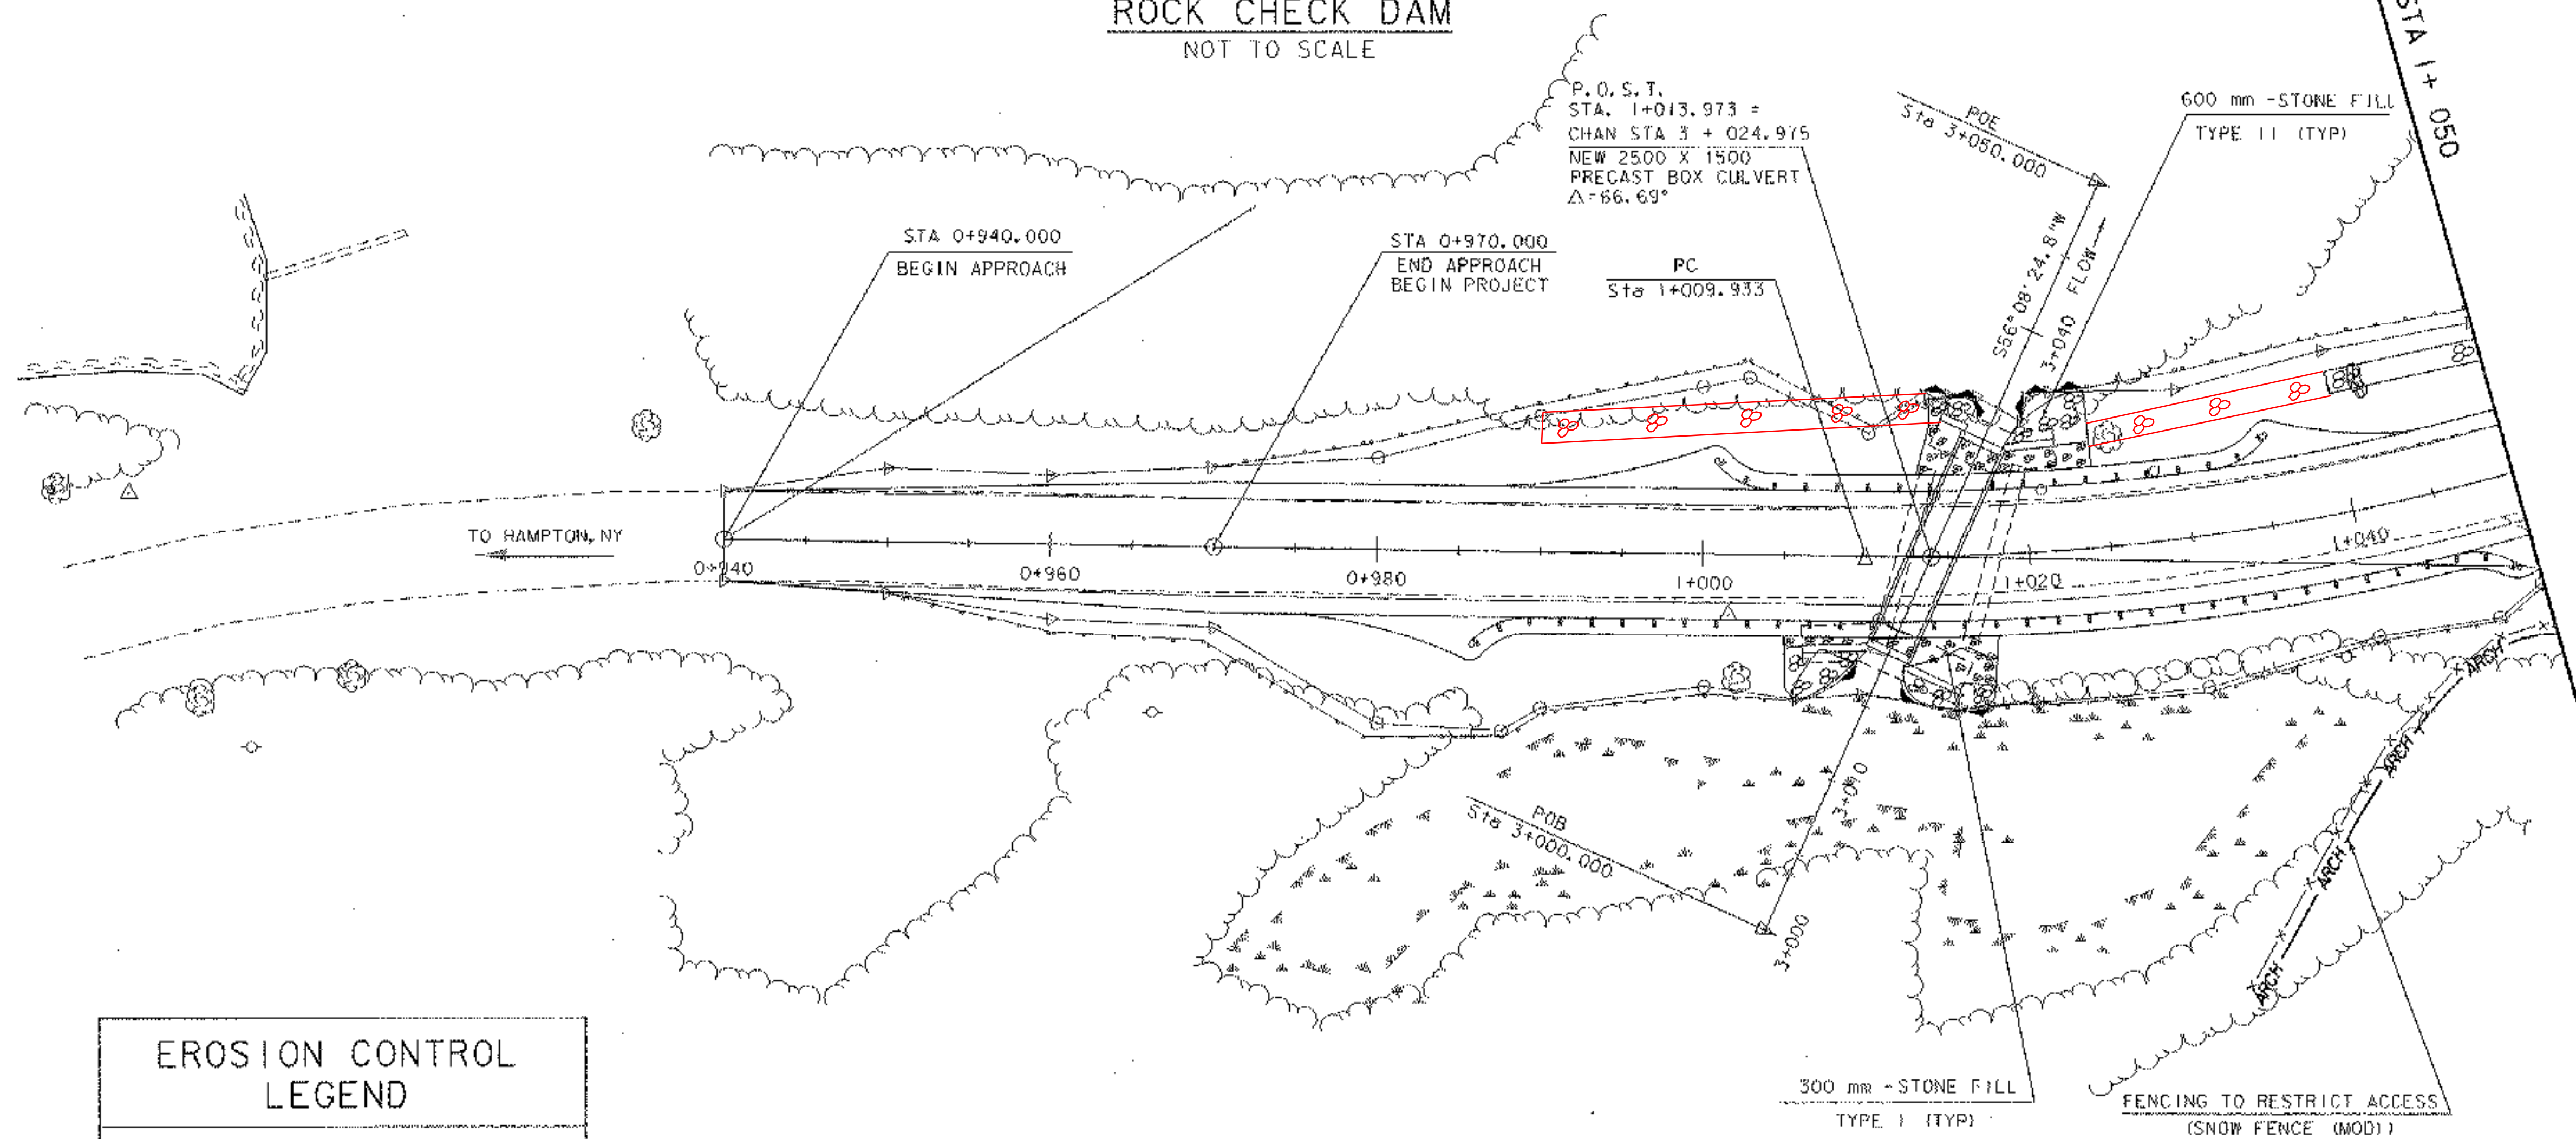 ROCK CHECK DAM
NOT TO SCALE
STA 1+ 050
P.O.S.T.
STA. 1+013.973 =
CHAN STA 3 + 024.975
NEW 2500 X 1500
PRECAST BOX CULVERT
Δ=66.69°
POE
Sta 3+050.000
600 mm -STONE FILL
TYPE II (TYP)
STA 0+940.000
BEGIN APPROACH
STA 0+970.000
END APPROACH
BEGIN PROJECT
PC
Sta 1+009.933
S56°08'24.8"W
3+040
FLOW
TO HAMPTON, NY
0+940
0+960
0+980
1+000
1+020
1+040
ARCH
ARCH
ARCH
ARCH
3+010
POB
Sta 3+000.000
3+000
EROSION CONTROL
LEGEND
300 mm -STONE FILL
TYPE I (TYP)
FENCING TO RESTRICT ACCESS
(SNOW FENCE (MOD))